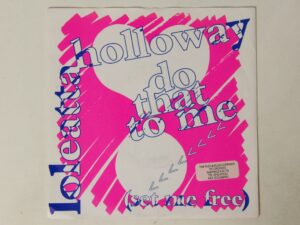 loleatta
holloway
do
that
to me
(set me free)